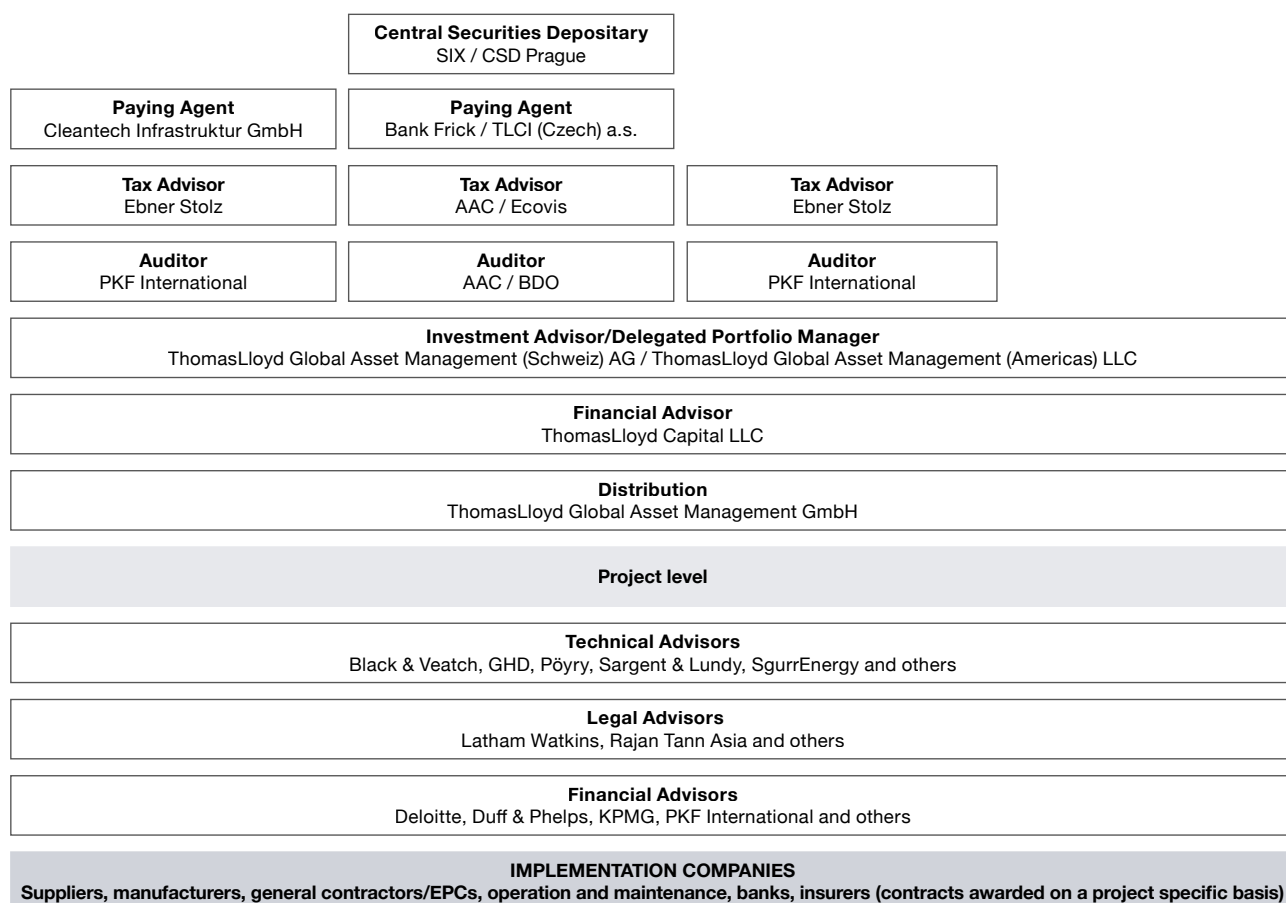 Central Securities Depositary
SIX / CSD Prague
Paying Agent
Cleantech Infrastruktur GmbH
Paying Agent
Bank Frick / TLCI (Czech) a.s.
Tax Advisor
Ebner Stolz
Tax Advisor
AAC / Ecovis
Tax Advisor
Ebner Stolz
Auditor
PKF International
Auditor
AAC / BDO
Auditor
PKF International
Investment Advisor/Delegated Portfolio Manager
ThomasLloyd Global Asset Management (Schweiz) AG / ThomasLloyd Global Asset Management (Americas) LLC
Financial Advisor
ThomasLloyd Capital LLC
Distribution
ThomasLloyd Global Asset Management GmbH
Project level
Technical Advisors
Black & Veatch, GHD, Pöyry, Sargent & Lundy, SgurrEnergy and others
Legal Advisors
Latham Watkins, Rajan Tann Asia and others
Financial Advisors
Deloitte, Duff & Phelps, KPMG, PKF International and others
IMPLEMENTATION COMPANIES
Suppliers, manufacturers, general contractors/EPCs, operation and maintenance, banks, insurers (contracts awarded on a project specific basis)